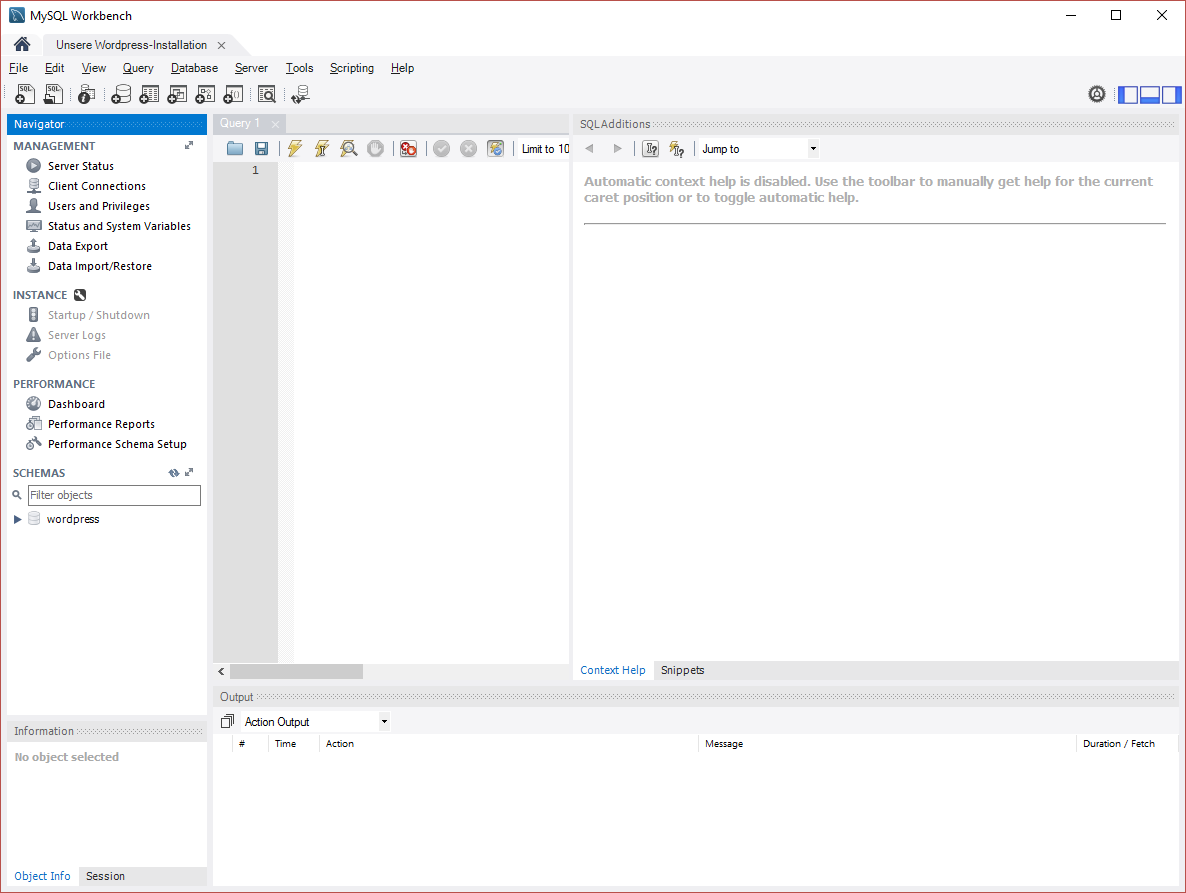 MySQL Workbench
Unsere Wordpress-Installation
File Edit View Query Database Server Tools Scripting Help
SQL SQL
Navigator
MANAGEMENT
Server Status
Client Connections
Users and Privileges
Status and System Variables
Data Export
Data Import/Restore
INSTANCE
Startup / Shutdown
Server Logs
Options File
PERFORMANCE
Dashboard
Performance Reports
Performance Schema Setup
SCHEMAS
Filter objects
wordpress
Information
No object selected
Object Info Session
Query 1
Limit to 10
1
SQLAdditions
Jump to
Automatic context help is disabled. Use the toolbar to manually get help for the current
caret position or to toggle automatic help.
Context Help Snippets
Output
Action Output
# Time Action Message Duration / Fetch